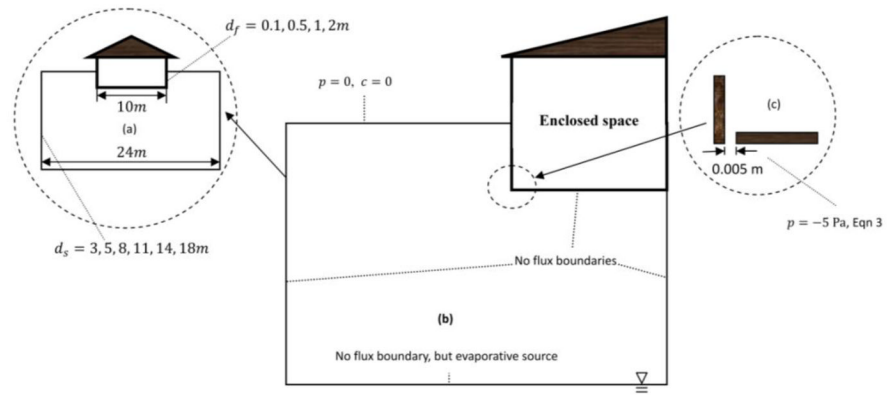 d_f = 0.1, 0.5, 1, 2m
10m
(a)
24m
d_s = 3, 5, 8, 11, 14, 18m
p = 0, c = 0
Enclosed space
(c)
0.005 m
p = −5 Pa, Eqn 3
No flux boundaries
(b)
No flux boundary, but evaporative source